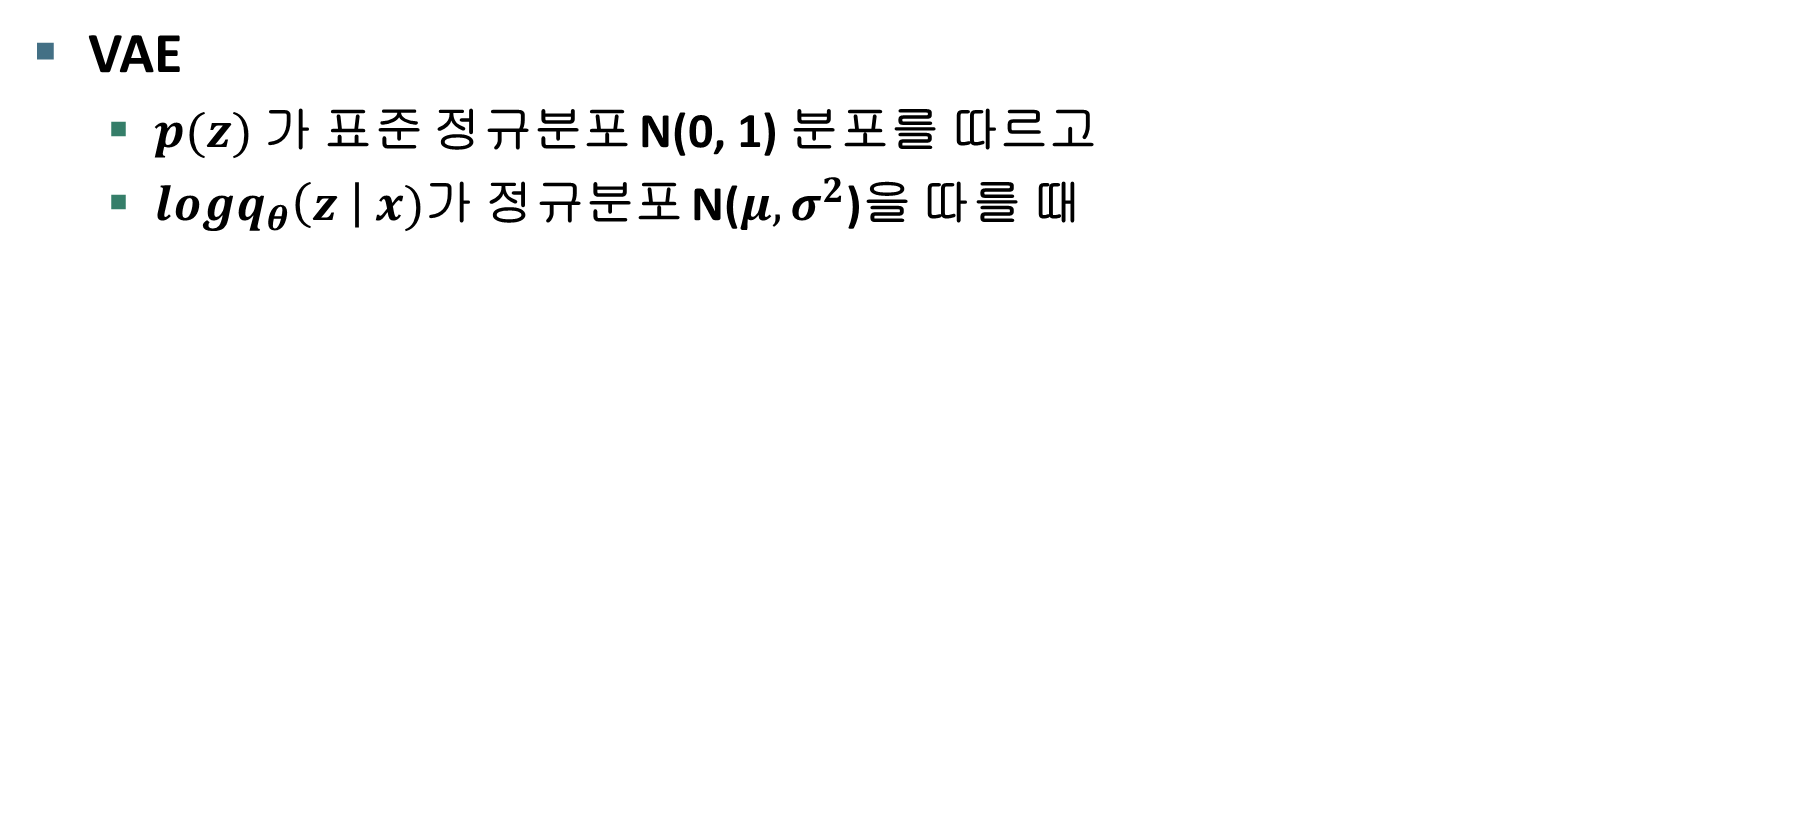 VAE
p(z) 가 표준 정규분포 N(0, 1) 분포를 따르고
logq_θ(z | x)가 정규분포 N(μ, σ²)을 따를 때